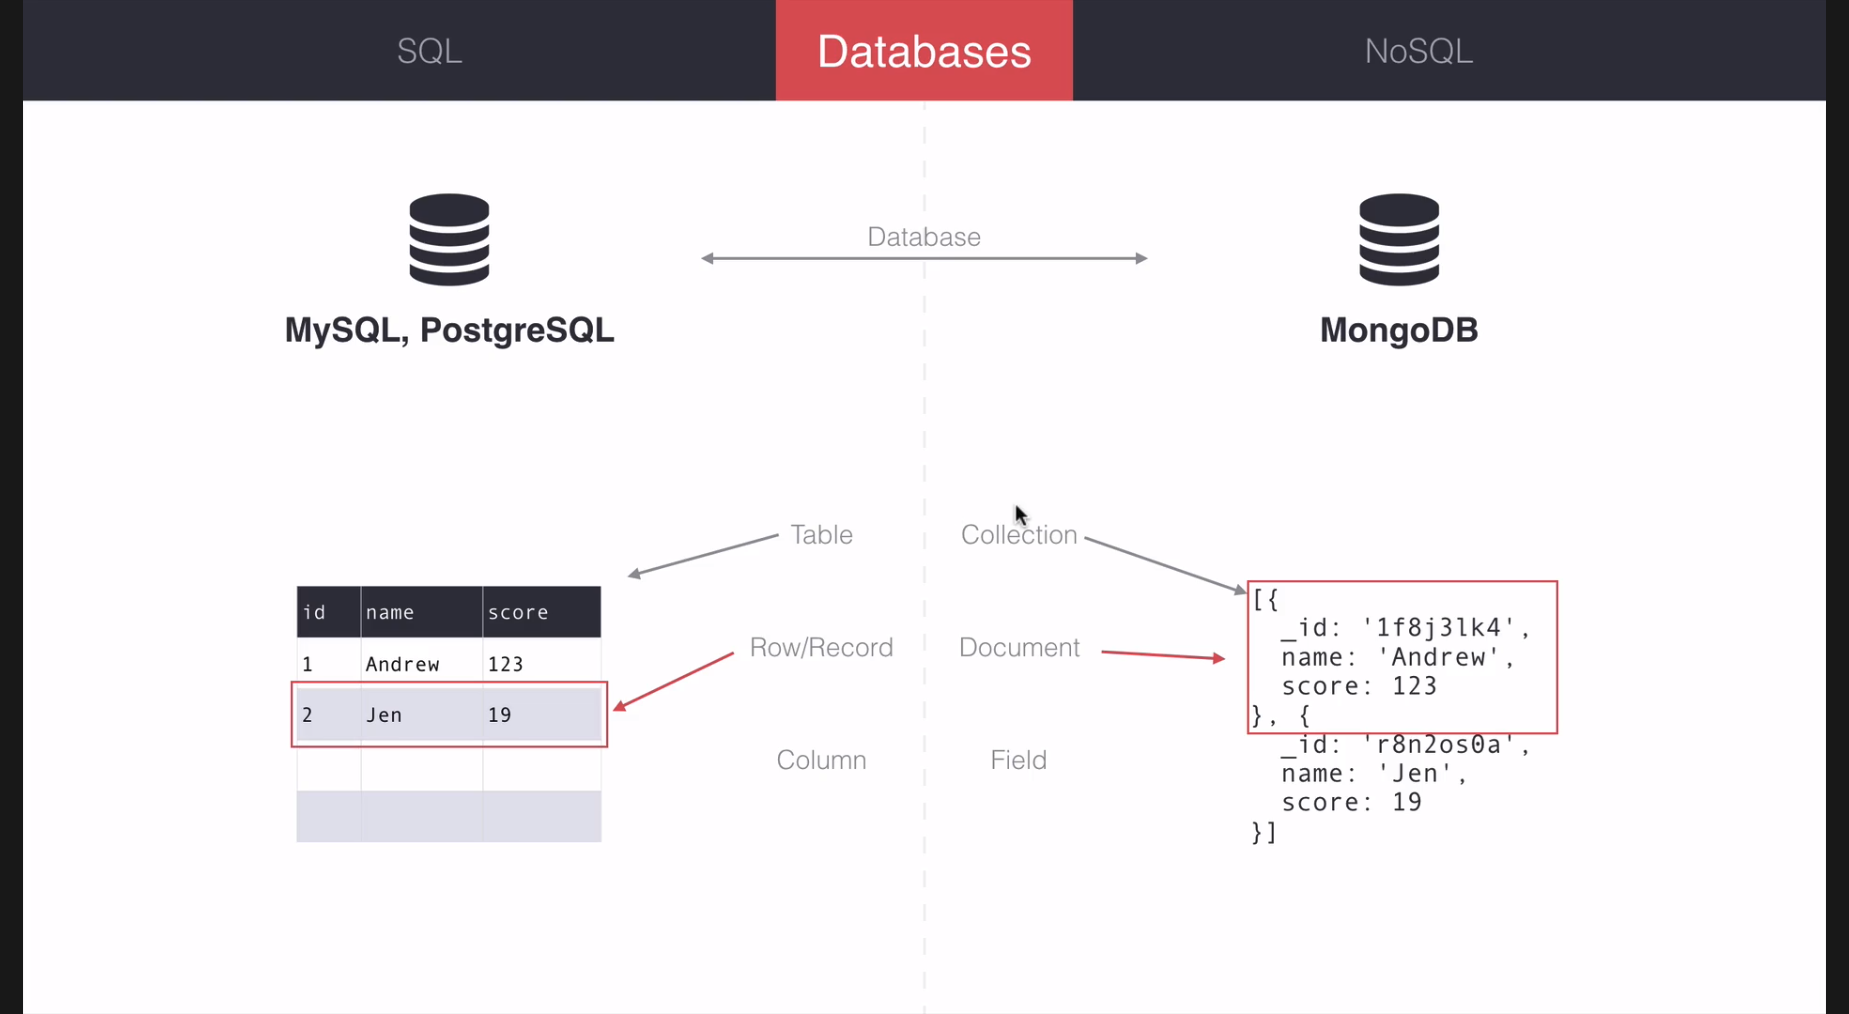 SQL
Databases
NoSQL
Database
MySQL, PostgreSQL
MongoDB
Table
Collection
id name score
1 Andrew 123
2 Jen 19
Row/Record
Document
Column
Field
[{
_id: '1f8j3lk4',
name: 'Andrew',
score: 123
}, {
_id: 'r8n2os0a',
name: 'Jen',
score: 19
}]